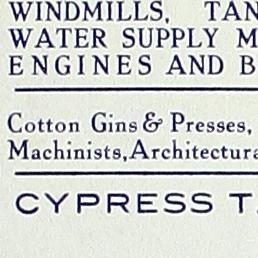 WINDMILLS, TAN
WATER SUPPLY M
ENGINES AND B
Cotton Gins & Presses,
Machinists, Architectura
CYPRESS T